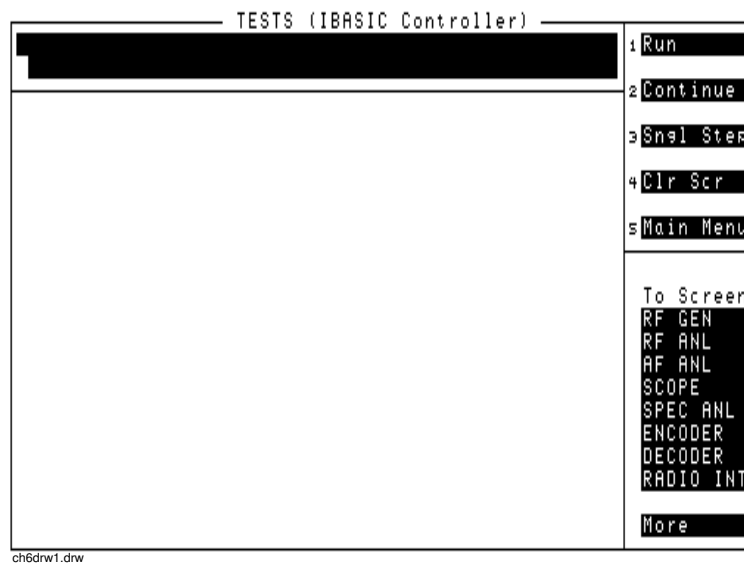 TESTS (IBASIC Controller)
1 Run
2 Continue
3 Sngl Step
4 Clr Scr
5 Main Menu
To Screen
RF GEN
RF ANL
AF ANL
SCOPE
SPEC ANL
ENCODER
DECODER
RADIO INT
More
ch6drw1.drw